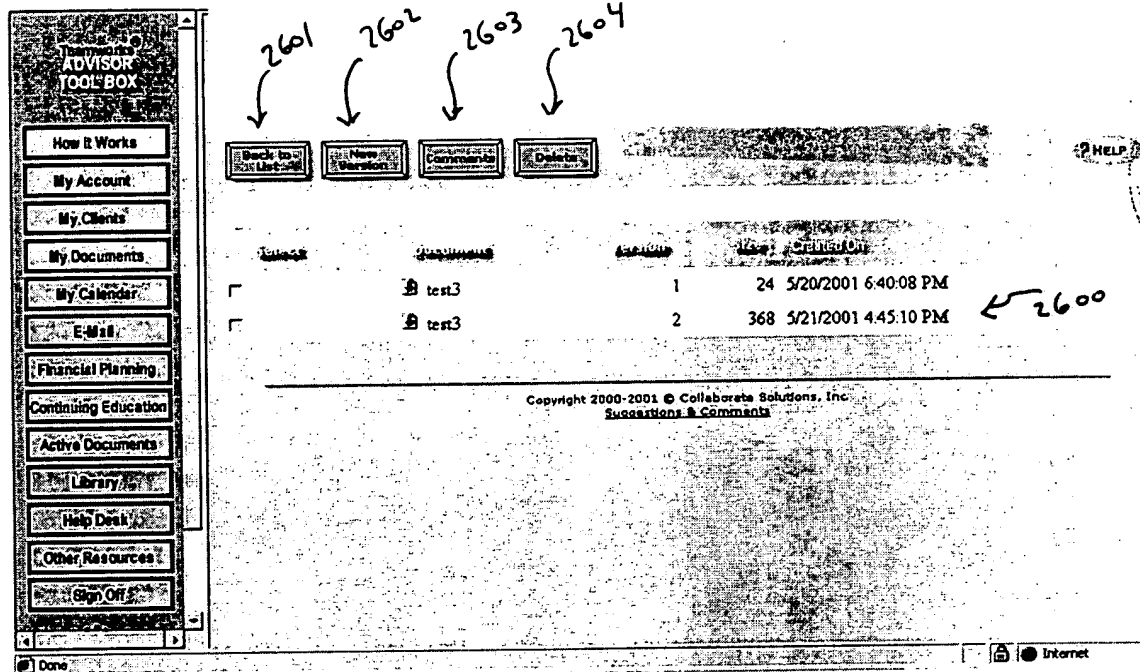 2601 2602 2603 2604
Teamworks
ADVISOR
TOOL BOX
How It Works
My Account
My Clients
My Documents
My Calendar
E-Mail
Financial Planning
Continuing Education
Active Documents
Library
Help Desk
Other Resources
Sign Off
Back to List
New Version
Comments
Delete
? HELP
Document Version Created On
test3 1 24 5/20/2001 6:40:08 PM
test3 2 368 5/21/2001 4:45:10 PM
2600
Copyright 2000-2001 © Collaborate Solutions, Inc.
Suggestions & Comments
Done
Internet